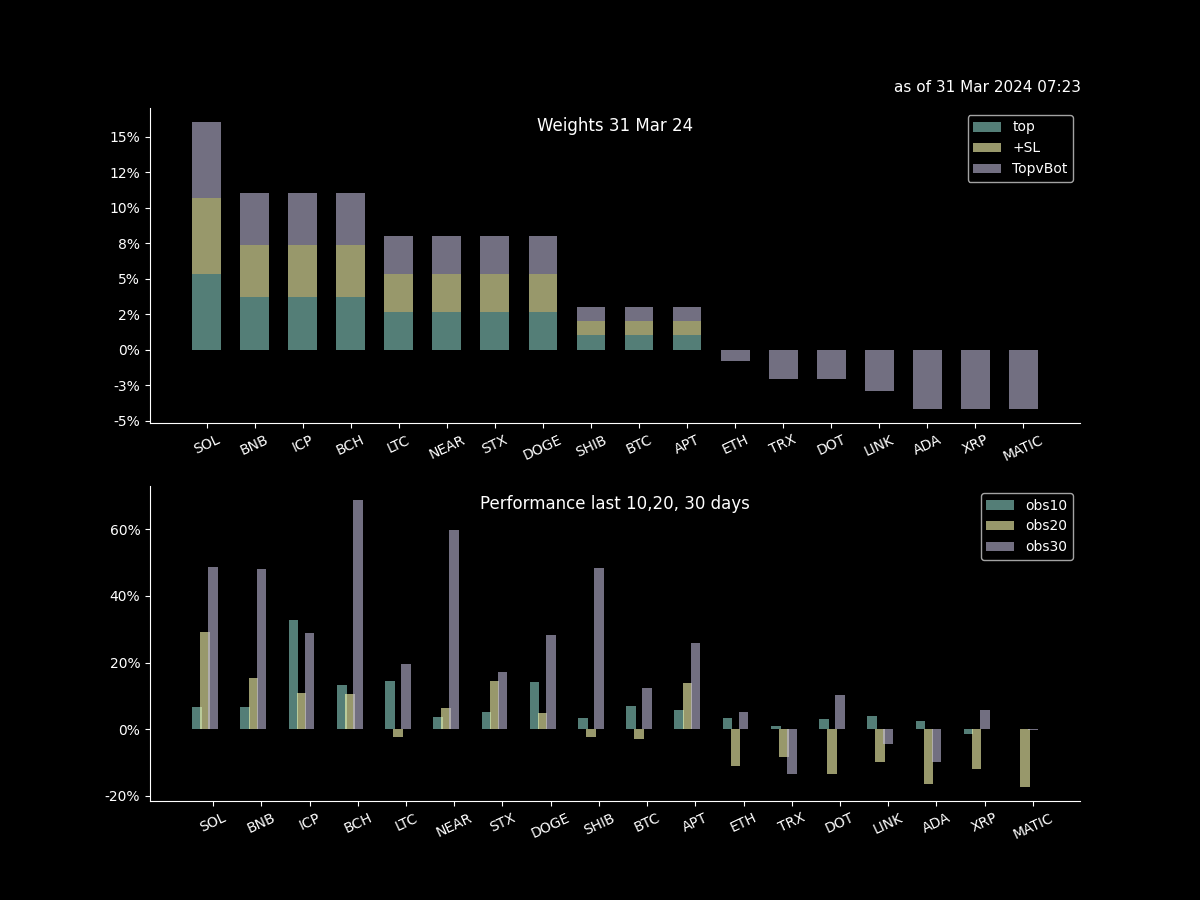 as of 31 Mar 2024 07:23
Weights 31 Mar 24
top
+SL
TopvBot
15%
12%
10%
8%
5%
2%
0%
-3%
-5%
SOL BNB ICP BCH LTC NEAR STX DOGE SHIB BTC APT ETH TRX DOT LINK ADA XRP MATIC
Performance last 10,20, 30 days
obs10
obs20
obs30
60%
40%
20%
0%
-20%
SOL BNB ICP BCH LTC NEAR STX DOGE SHIB BTC APT ETH TRX DOT LINK ADA XRP MATIC